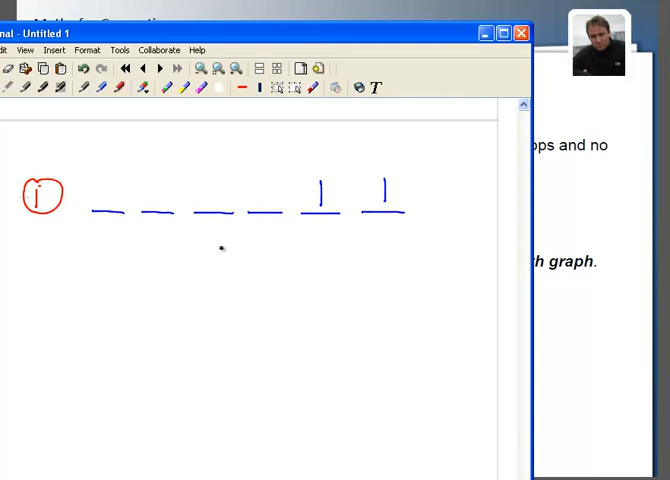 nal - Untitled 1
dit View Insert Format Tools Collaborate Help
T
ops and no
i 1 1
th graph.